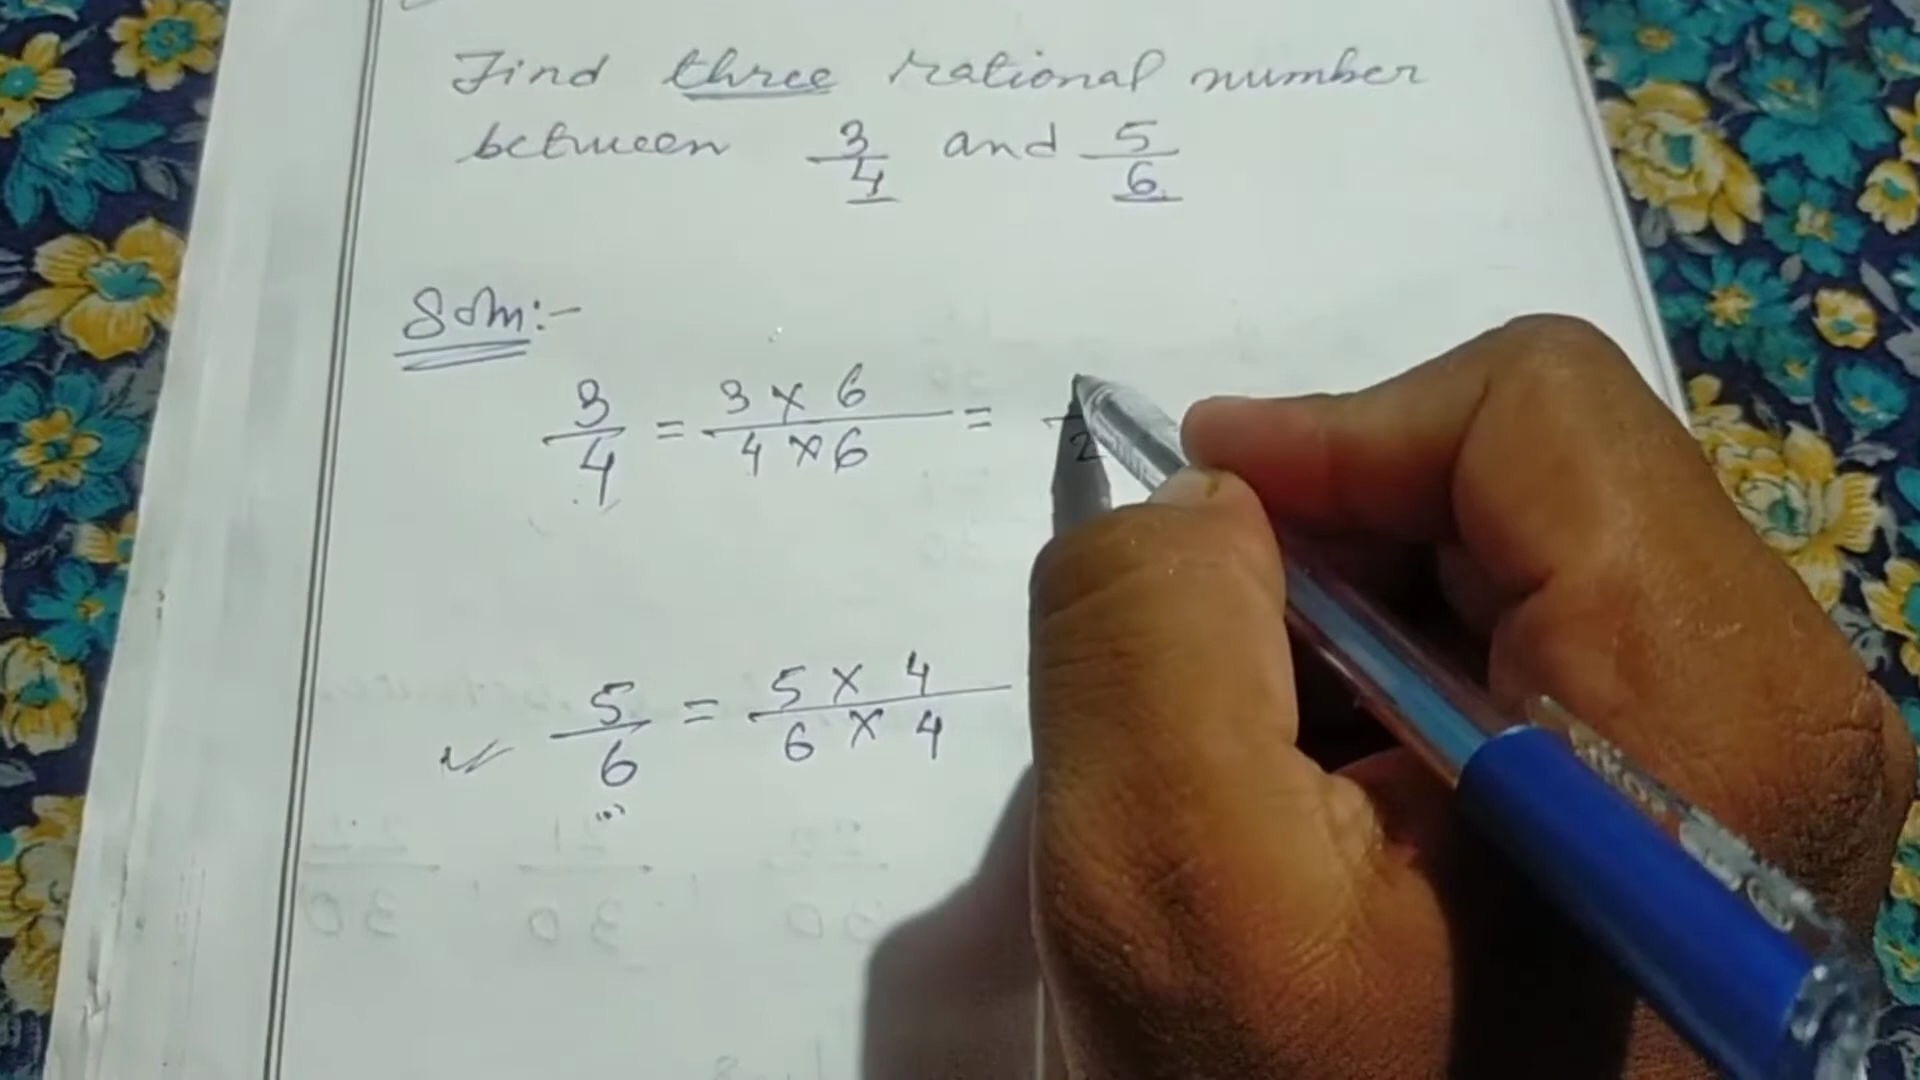 Find three rational number
between 3/4 and 5/6
Soln:-
3/4 = 3 × 6 / 4 × 6 = 2
5/6 = 5 × 4 / 6 × 4